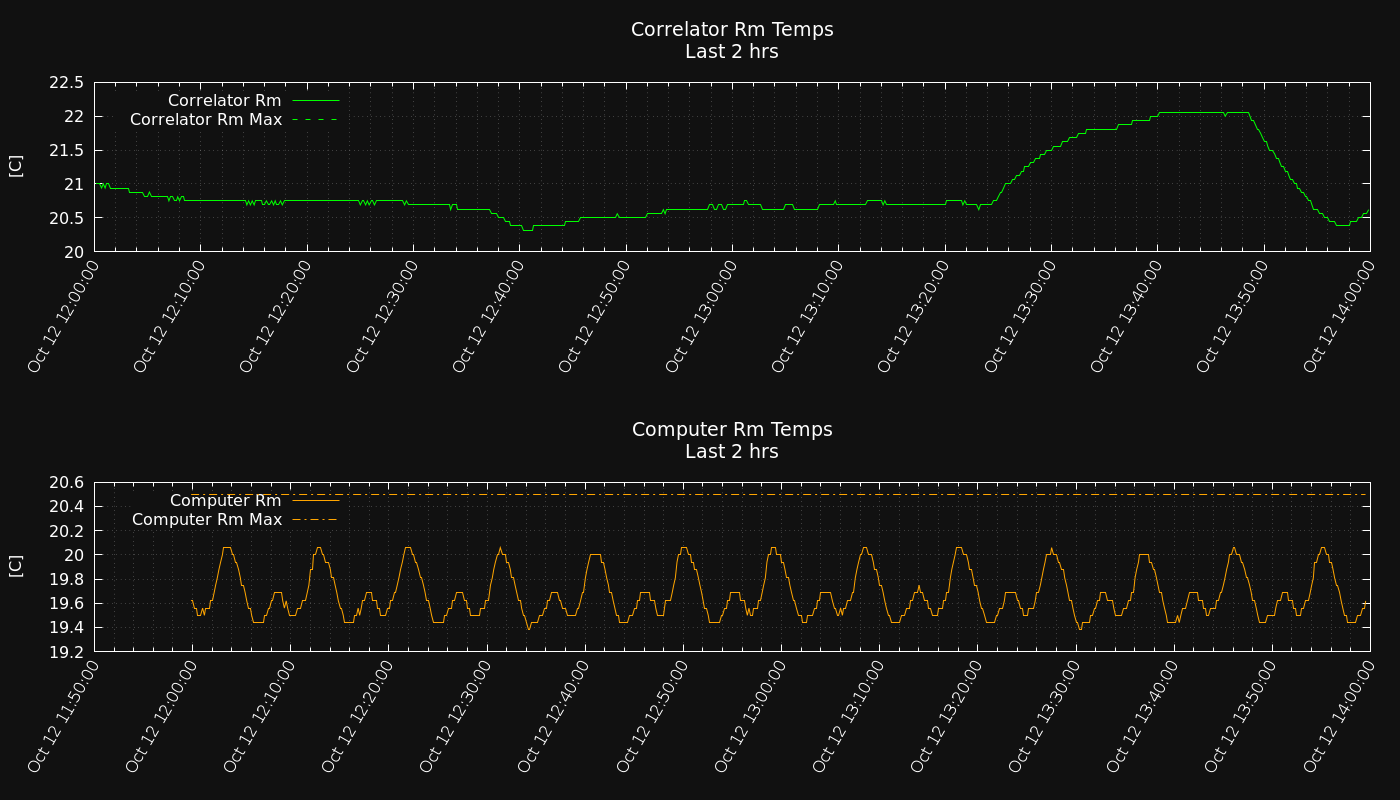 Correlator Rm Temps
Last 2 hrs
22.5
22
21.5
21
20.5
20
[C]
Correlator Rm
Correlator Rm Max
Oct 12 12:00:00
Oct 12 12:10:00
Oct 12 12:20:00
Oct 12 12:30:00
Oct 12 12:40:00
Oct 12 12:50:00
Oct 12 13:00:00
Oct 12 13:10:00
Oct 12 13:20:00
Oct 12 13:30:00
Oct 12 13:40:00
Oct 12 13:50:00
Oct 12 14:00:00
Computer Rm Temps
Last 2 hrs
20.6
20.4
20.2
20
19.8
19.6
19.4
19.2
[C]
Computer Rm
Computer Rm Max
Oct 12 11:50:00
Oct 12 12:00:00
Oct 12 12:10:00
Oct 12 12:20:00
Oct 12 12:30:00
Oct 12 12:40:00
Oct 12 12:50:00
Oct 12 13:00:00
Oct 12 13:10:00
Oct 12 13:20:00
Oct 12 13:30:00
Oct 12 13:40:00
Oct 12 13:50:00
Oct 12 14:00:00